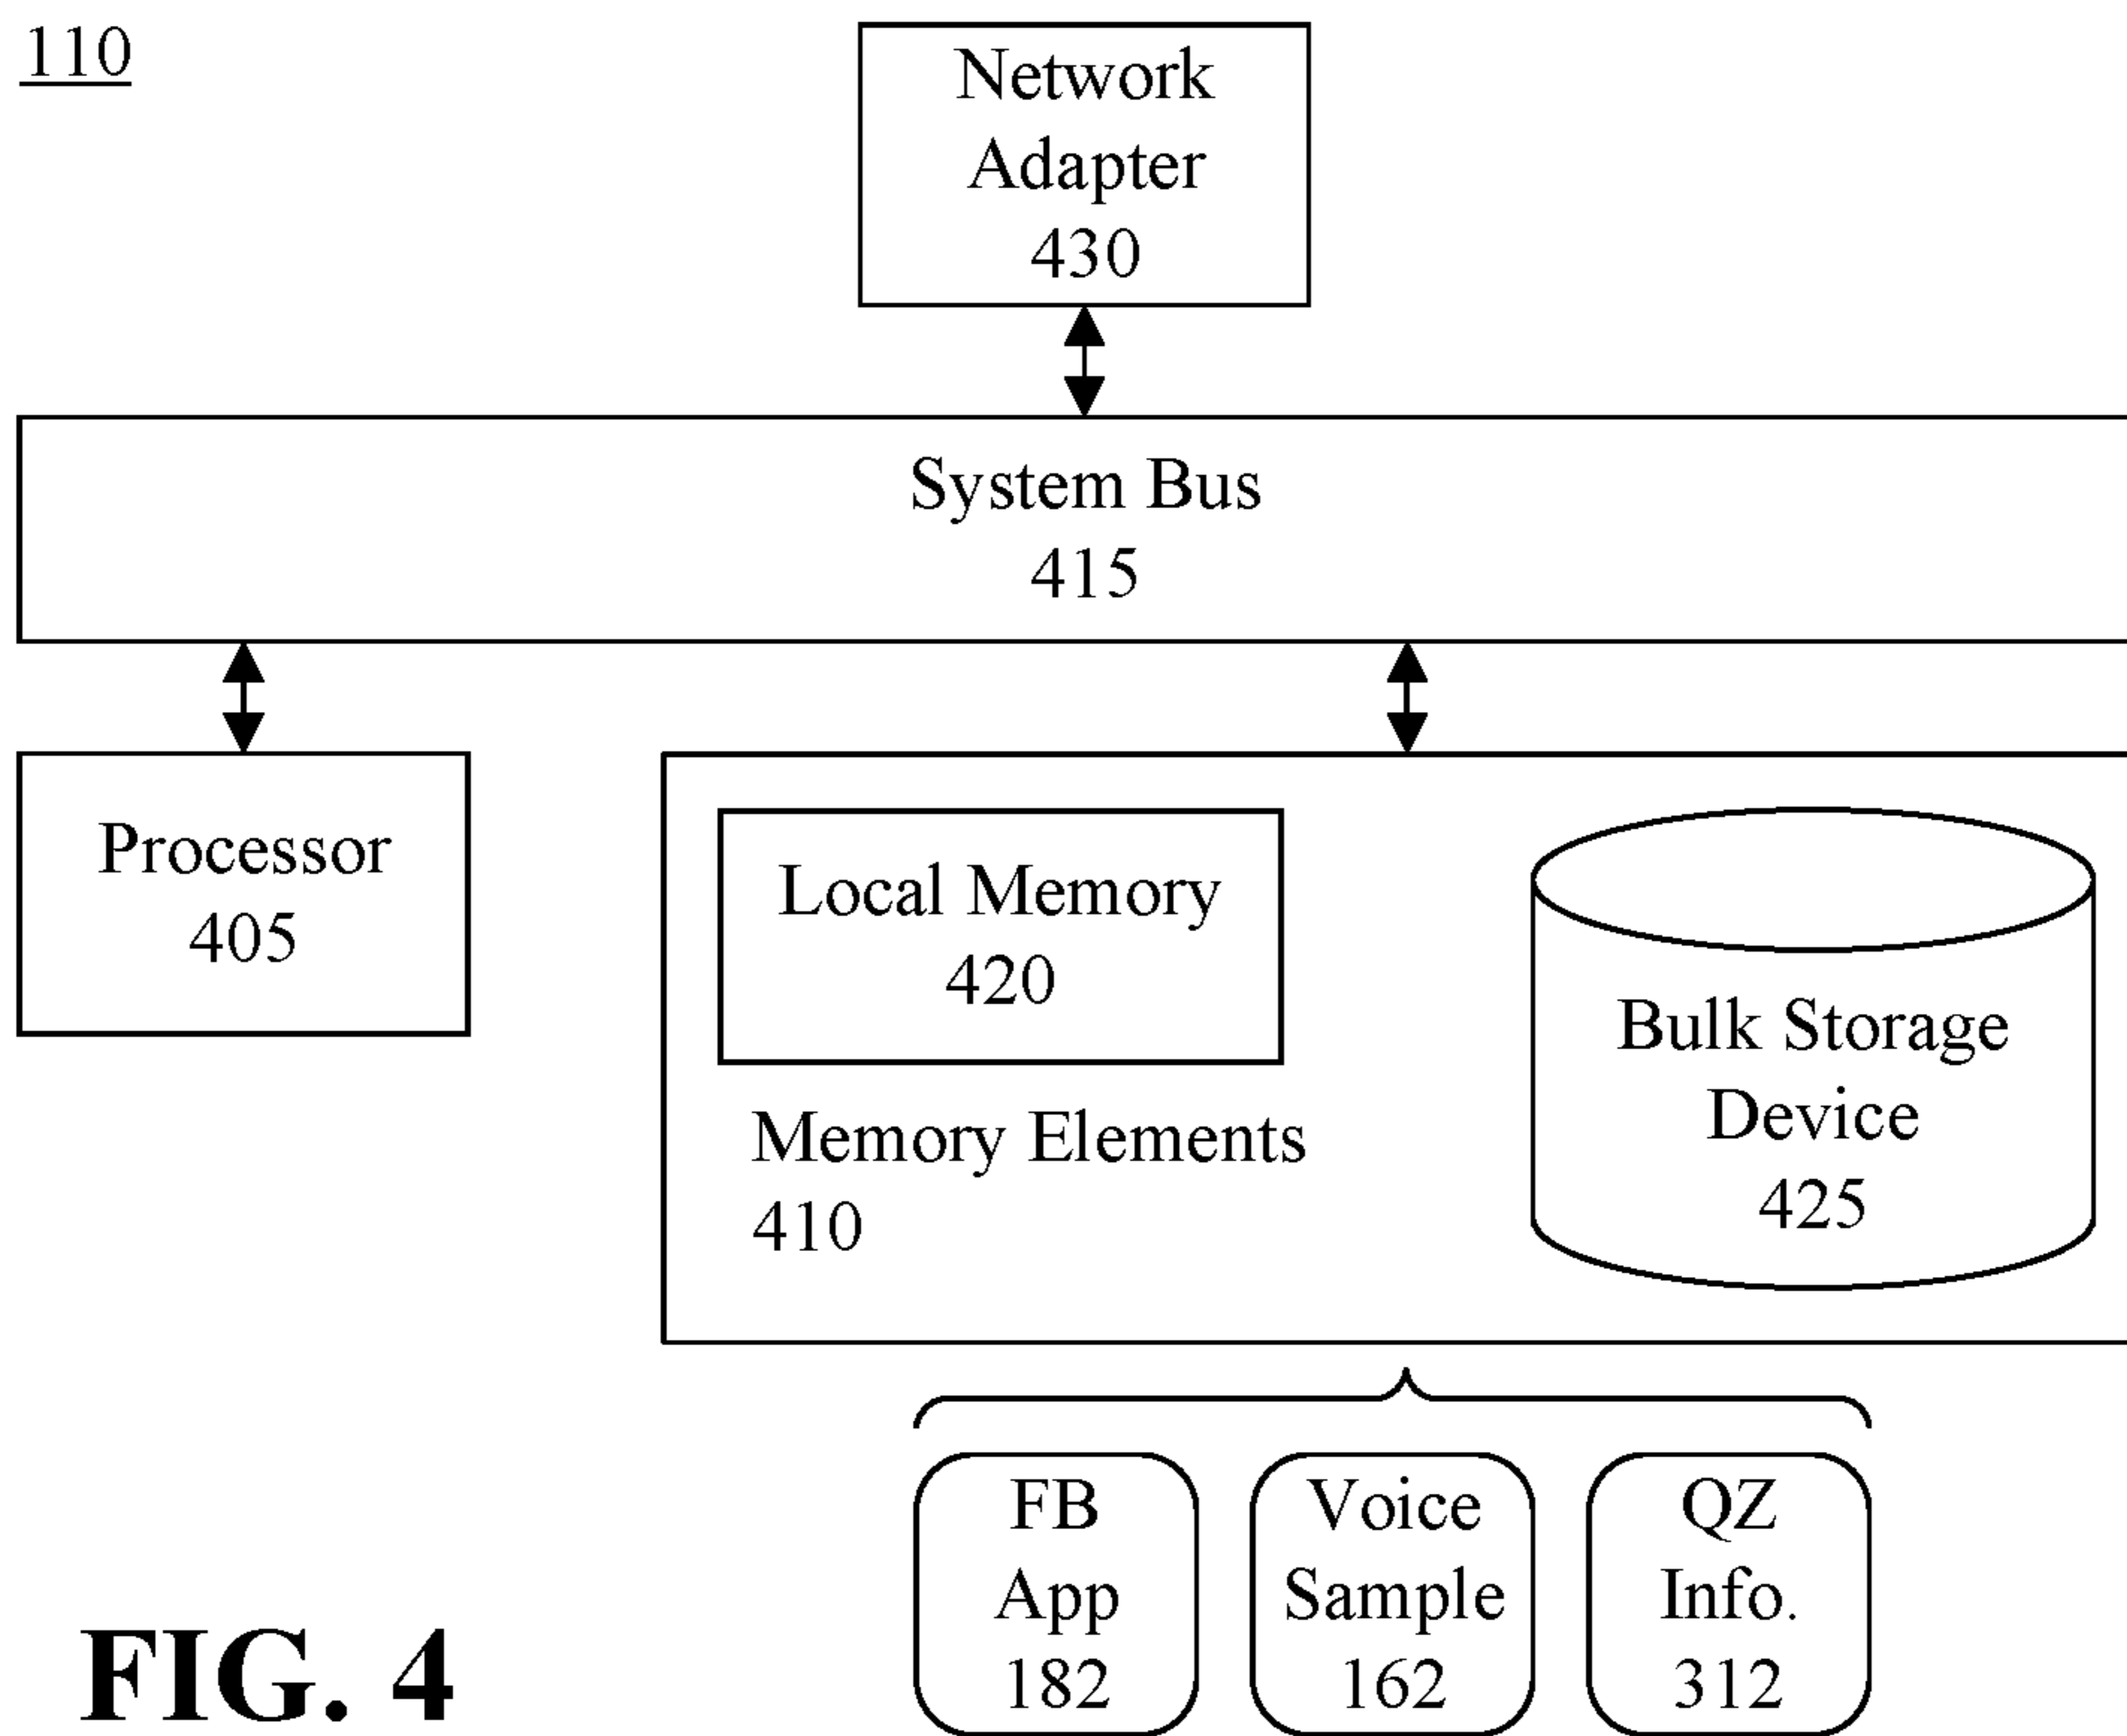 110
Network
Adapter
430
System Bus
415
Processor
405
Local Memory
420
Memory Elements
410
Bulk Storage
Device
425
FB
App
182
Voice
Sample
162
QZ
Info.
312
FIG. 4